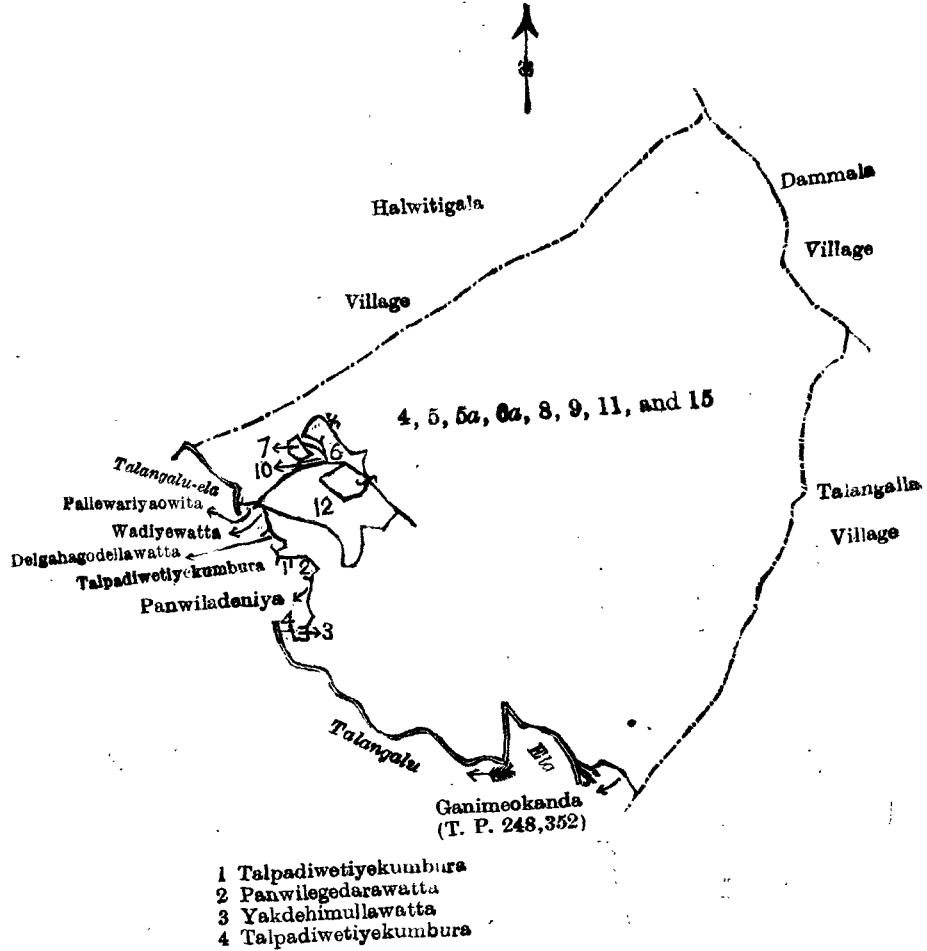 Dammala
Halwitigala
Village
Village
4, 5, 5a, 6a, 8, 9, 11, and 15
7
6
10
Talangalu-ela
12
Talangalla
Pallewariyaowita
Wadiyewatta
Village
Delgahagodellawatta
Talpadiwetiyekumbura
1
2
Panwiladeniya
4
3
Talangalu
Ela
Ganimeokanda
(T. P. 248,352)
1 Talpadiwetiyekumbura
2 Panwilegedarawatta
3 Yakdehimullawatta
4 Talpadiwetiyekumbura